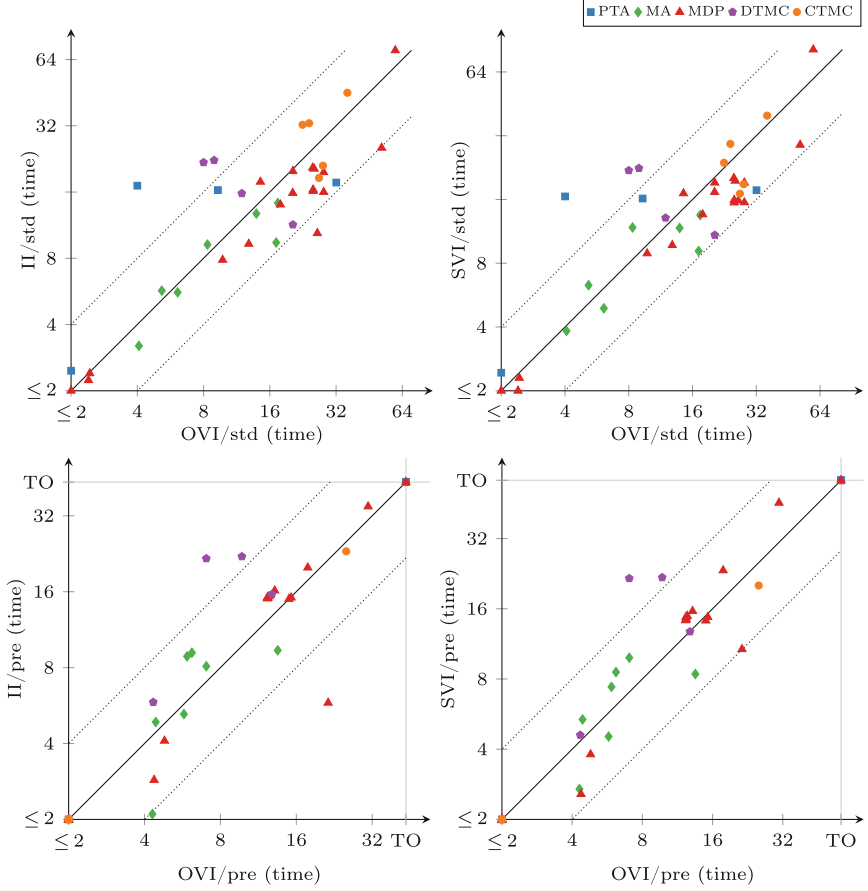 PTA MA MDP DTMC CTMC
64
32
8
4
≤ 2
II/std (time)
≤ 2 4 8 16 32 64
OVI/std (time)
64
8
4
≤ 2
SVI/std (time)
≤ 2 4 8 16 32 64
OVI/std (time)
TO
32
16
8
4
≤ 2
II/pre (time)
≤ 2 4 8 16 32 TO
OVI/pre (time)
TO
32
16
8
4
≤ 2
SVI/pre (time)
≤ 2 4 8 16 32 TO
OVI/pre (time)